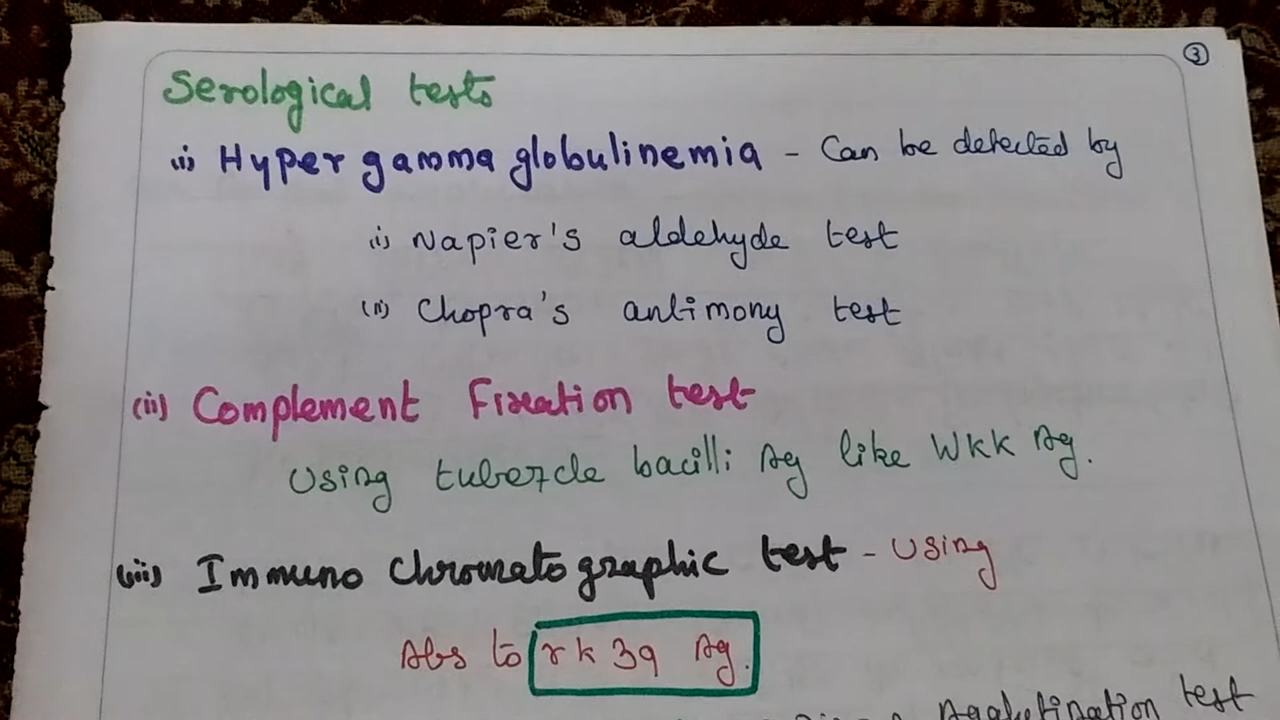 3
Serological tests
(i) Hyper gamma globulinemia - Can be detected by
(i) Napier's aldehyde test
(ii) Chopra's antimony test
(ii) Complement Fixation test
Using tubercle bacilli Ag like WKK Ag.
(iii) Immuno Chromatographic test - Using
Abs to rk 39 Ag.
Agglutination test